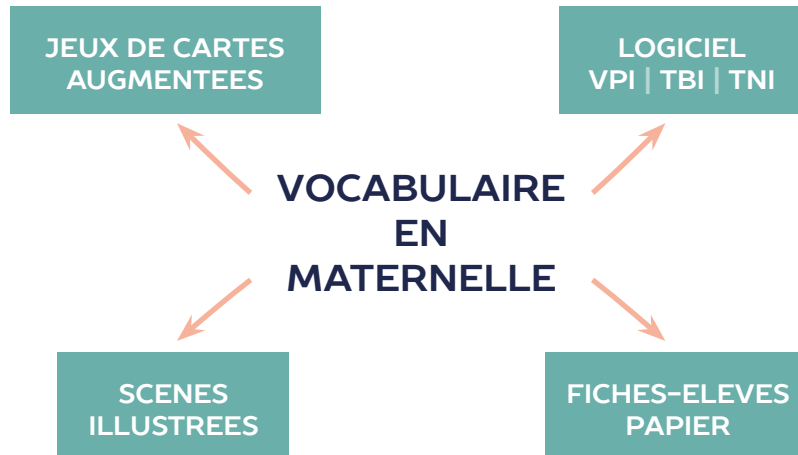 JEUX DE CARTES
AUGMENTEES
LOGICIEL
VPI | TBI | TNI
VOCABULAIRE
EN
MATERNELLE
SCENES
ILLUSTREES
FICHES-ELEVES
PAPIER